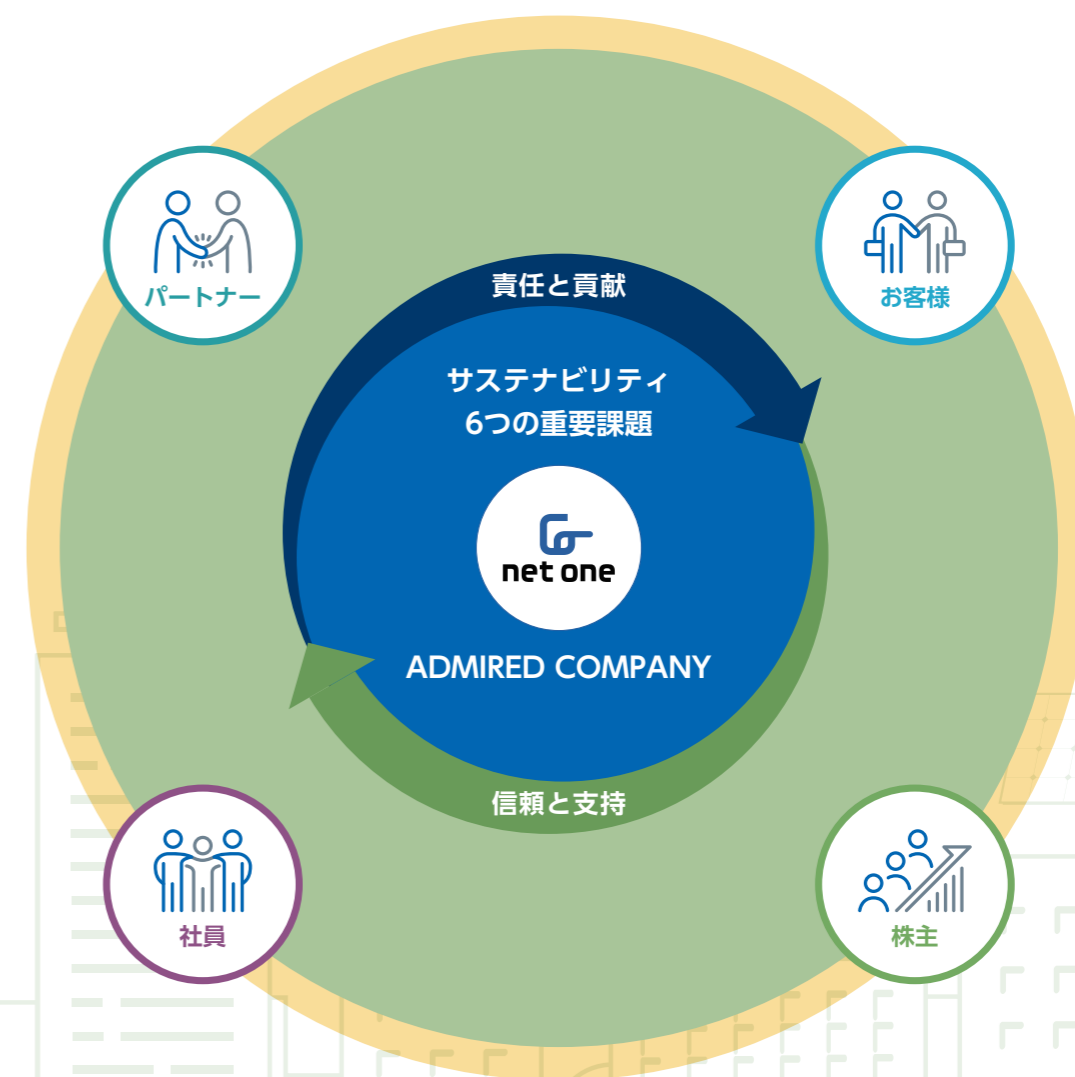 パートナー
お客様
責任と貢献
サステナビリティ
6つの重要課題
net one
ADMIRED COMPANY
信頼と支持
社員
株主